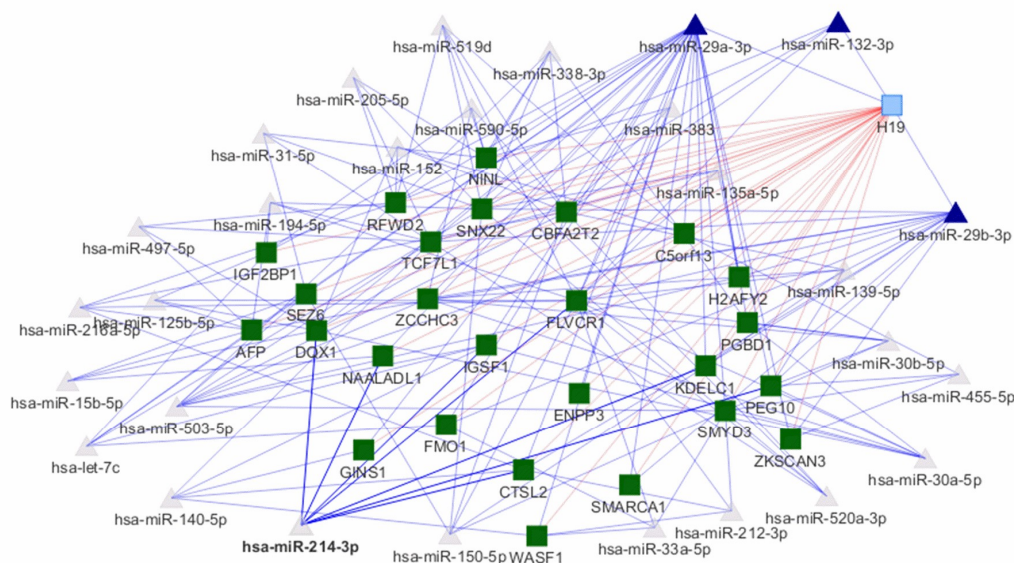 hsa-miR-519d
hsa-miR-29a-3p
hsa-miR-132-3p
hsa-miR-338-3p
hsa-miR-205-5p
H19
hsa-miR-590-5p
hsa-miR-383
hsa-miR-31-5p
hsa-miR-152
NINL
hsa-miR-135a-5p
hsa-miR-194-5p
RFWD2
SNX22
CBFA2T2
hsa-miR-29b-3p
hsa-miR-497-5p
TCF7L1
C5orf13
IGF2BP1
H2AFY2
hsa-miR-139-5p
SEZ6
ZCCHC3
FLVCR1
hsa-miR-216a-5p
hsa-miR-125b-5p
AFP
DQX1
PGBD1
hsa-miR-30b-5p
NAALADL1
IGSF1
KDELC1
hsa-miR-15b-5p
hsa-miR-455-5p
PEG10
ENPP3
hsa-miR-503-5p
SMYD3
FMO1
ZKSCAN3
hsa-let-7c
GINS1
hsa-miR-30a-5p
CTSL2
SMARCA1
hsa-miR-520a-3p
hsa-miR-140-5p
hsa-miR-212-3p
hsa-miR-214-3p
hsa-miR-150-5p
WASF1
hsa-miR-33a-5p